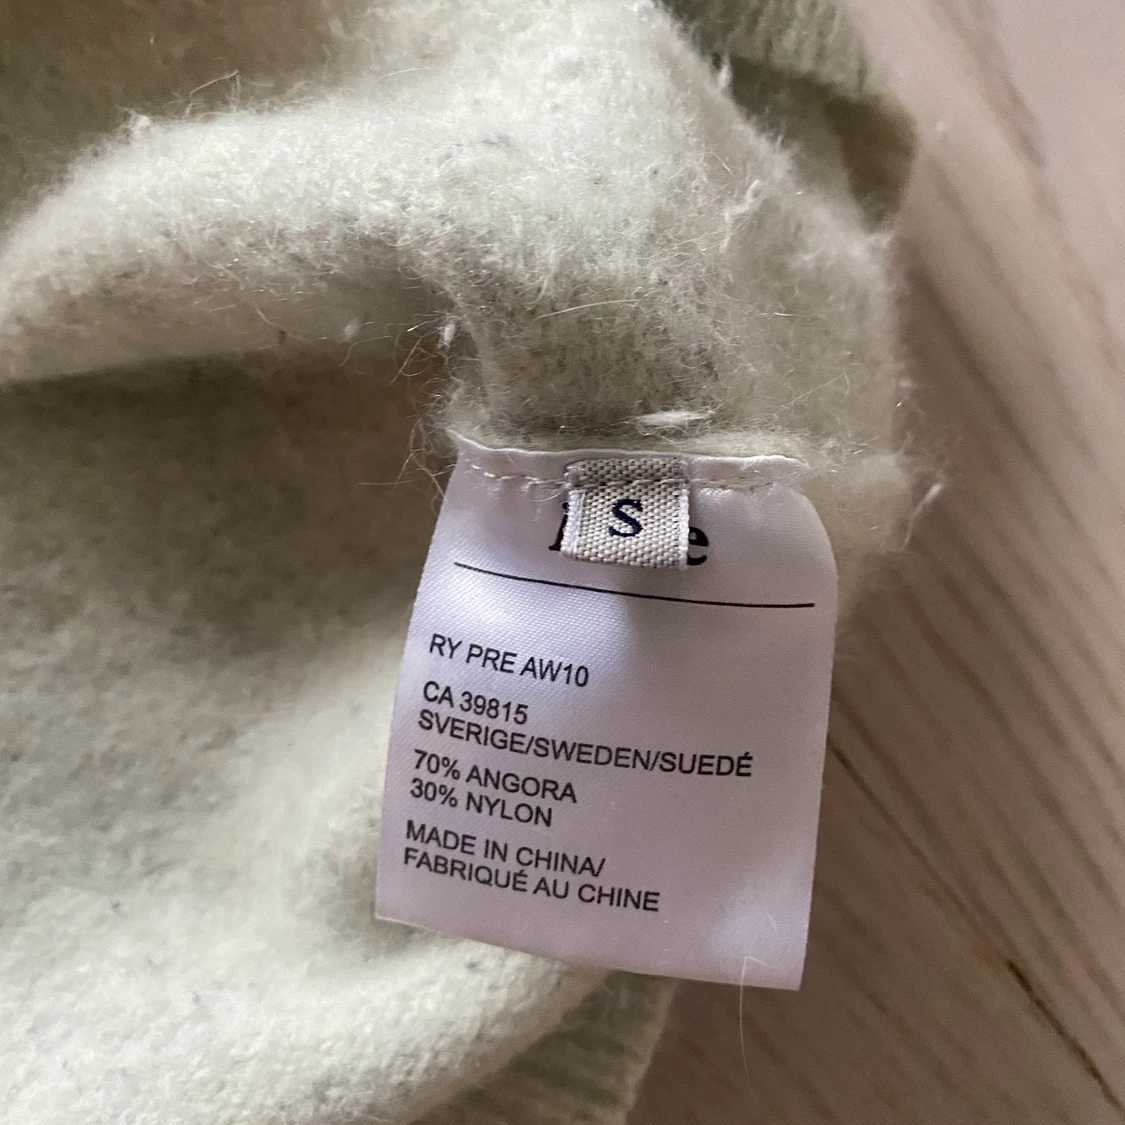 S
RY PRE AW10
CA 39815
SVERIGE/SWEDEN/SUEDÉ
70% ANGORA
30% NYLON
MADE IN CHINA/
FABRIQUÉ AU CHINE